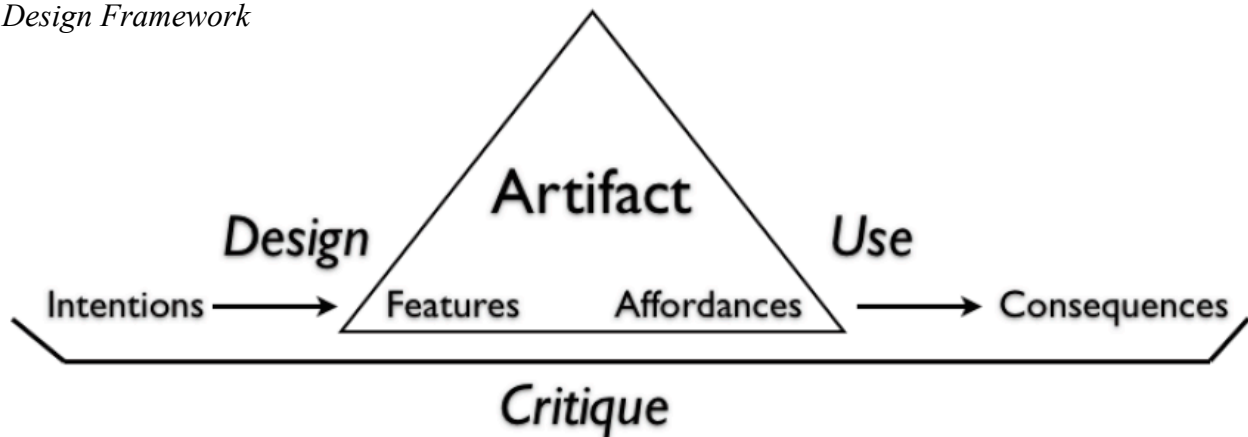 Design Framework
Artifact
Design
Use
Intentions
Features
Affordances
Consequences
Critique